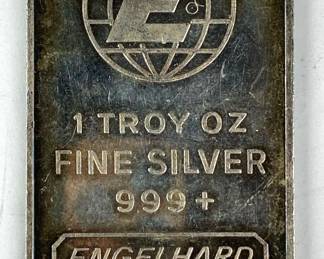 E
1 TROY OZ
FINE SILVER
999+
ENGELHARD